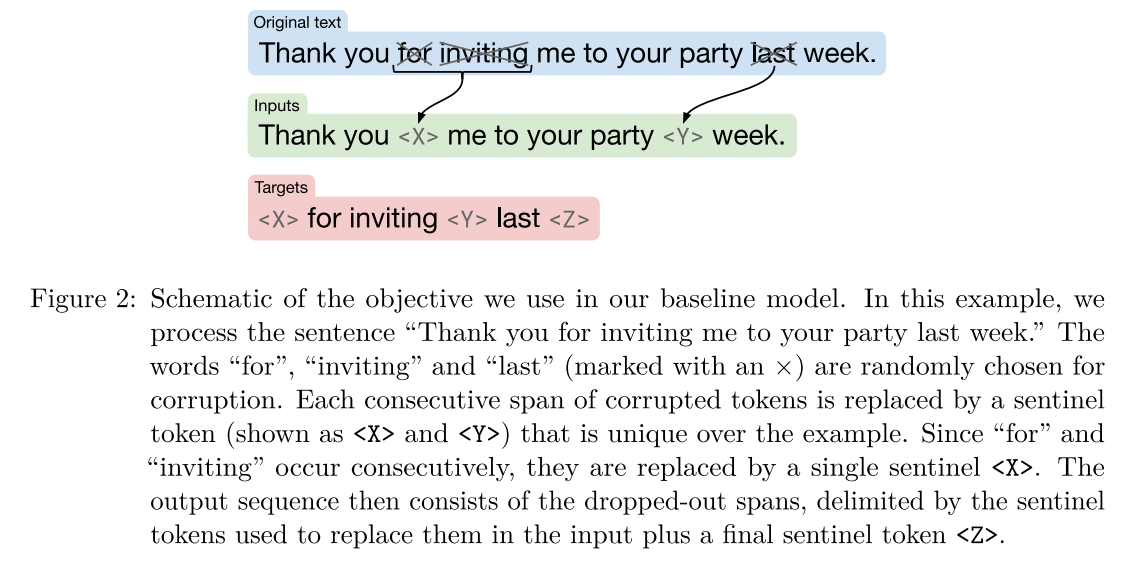 Original text
Thank you for inviting me to your party last week.
Inputs
Thank you <X> me to your party <Y> week.
Targets
<X> for inviting <Y> last <Z>
Figure 2: Schematic of the objective we use in our baseline model. In this example, we
process the sentence “Thank you for inviting me to your party last week.” The
words “for”, “inviting” and “last” (marked with an ×) are randomly chosen for
corruption. Each consecutive span of corrupted tokens is replaced by a sentinel
token (shown as <X> and <Y>) that is unique over the example. Since “for” and
“inviting” occur consecutively, they are replaced by a single sentinel <X>. The
output sequence then consists of the dropped-out spans, delimited by the sentinel
tokens used to replace them in the input plus a final sentinel token <Z>.